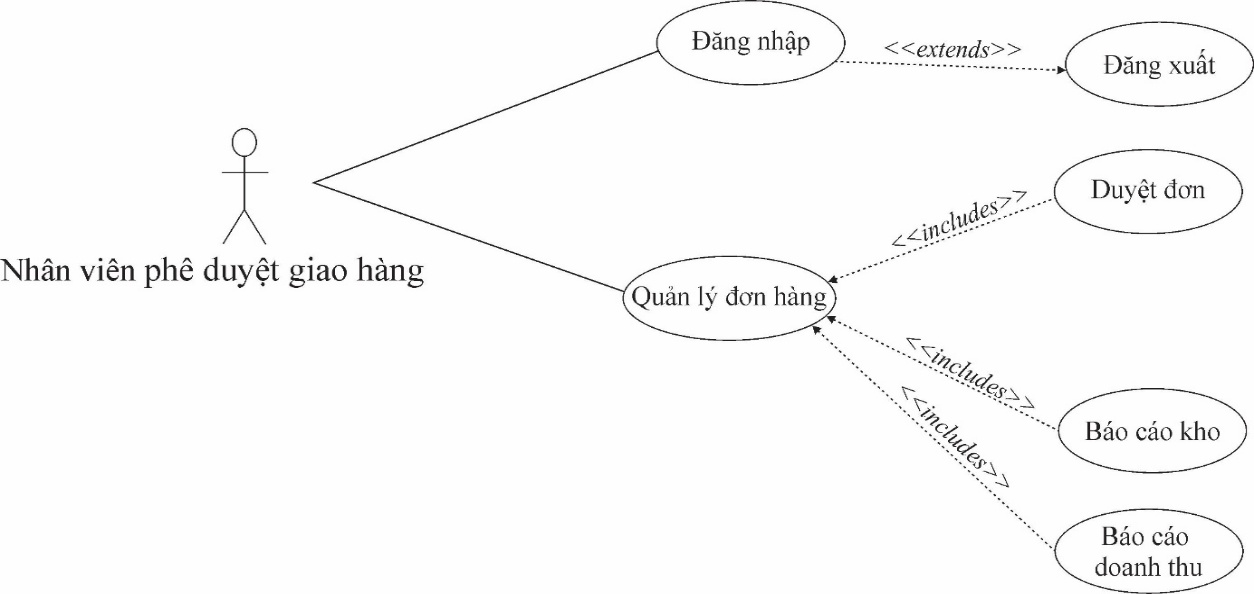 Đăng nhập
<<extends>>
Đăng xuất
Duyệt đơn
<<includes>>
Nhân viên phê duyệt giao hàng
Quản lý đơn hàng
<<includes>>
<<includes>>
Báo cáo kho
Báo cáo
doanh thu